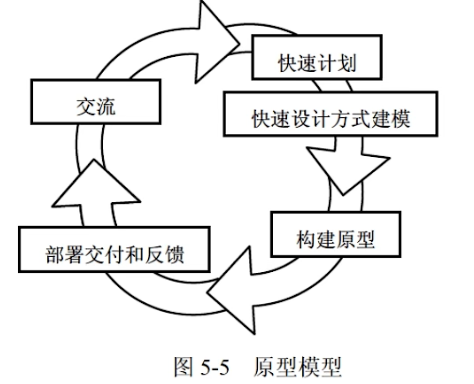 快速计划
交流
快速设计方式建模
构建原型
部署交付和反馈
图 5-5 原型模型